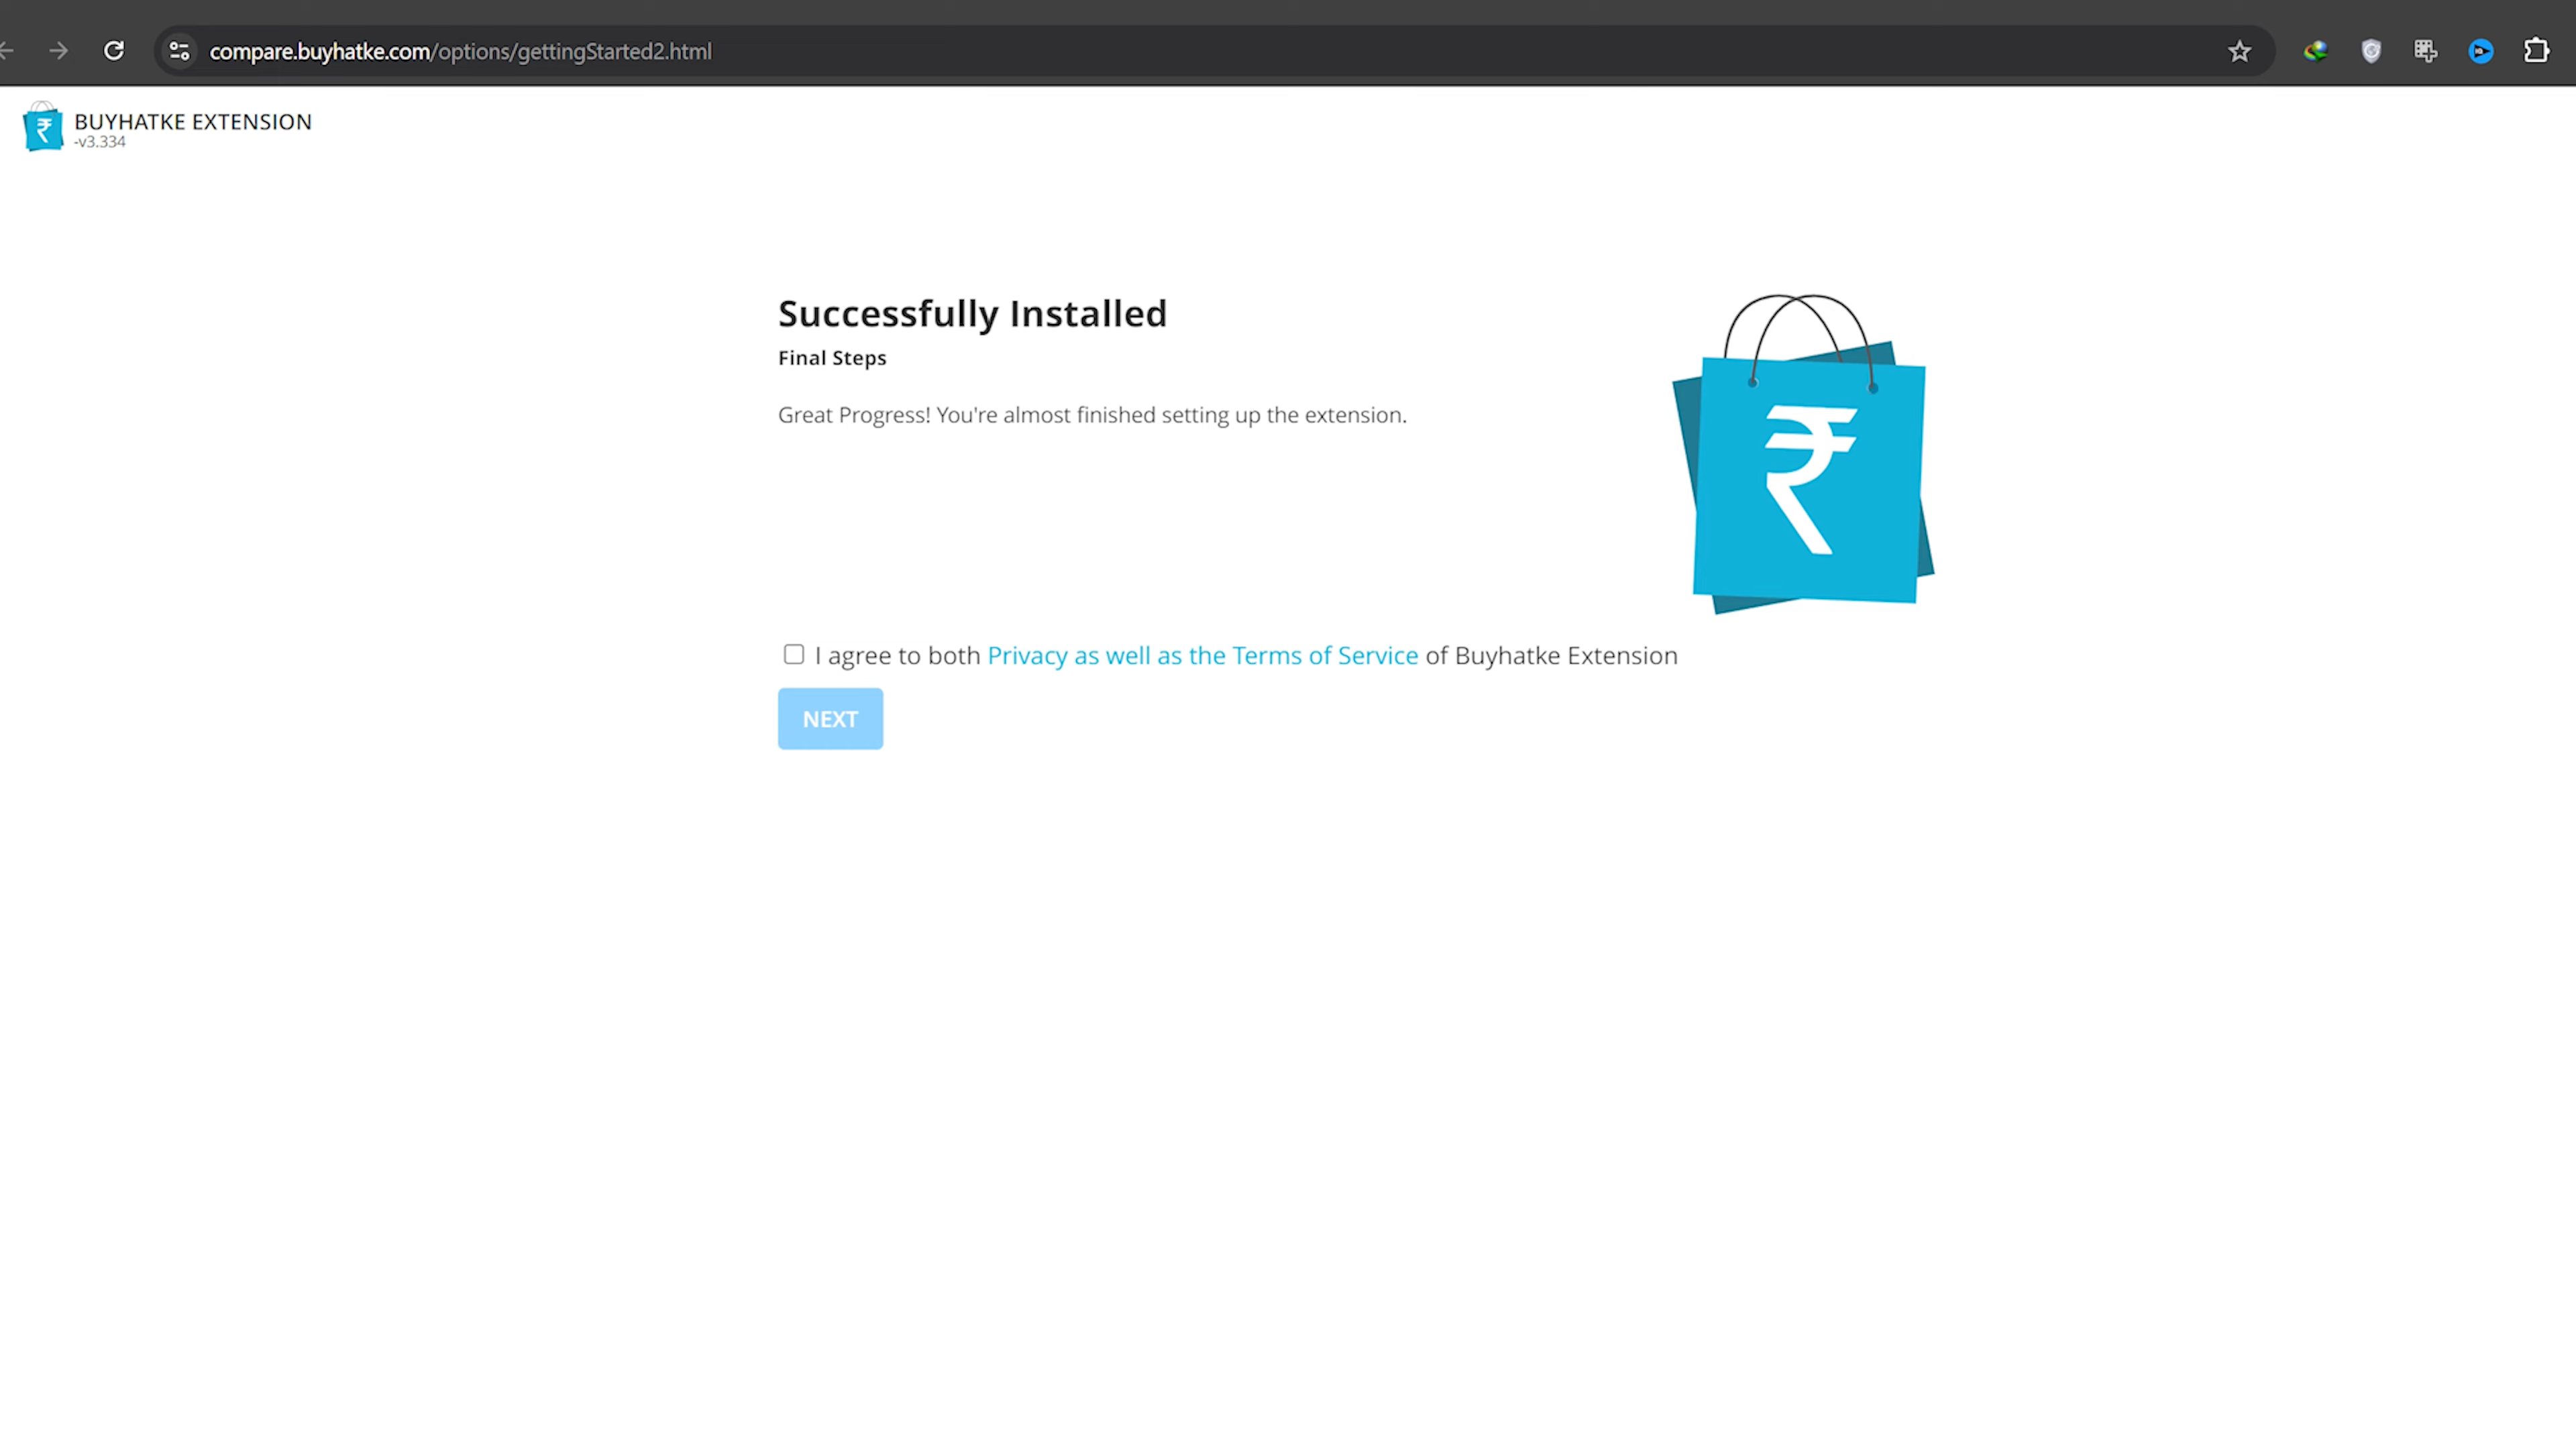 compare.buyhatke.com/options/gettingStarted2.html
₹
BUYHATKE EXTENSION
-v3.334
Successfully Installed
Final Steps
Great Progress! You're almost finished setting up the extension.
₹
I agree to both Privacy as well as the Terms of Service of Buyhatke Extension
NEXT